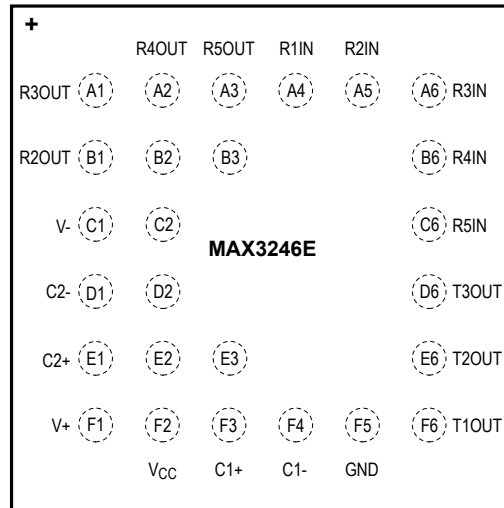 +
R4OUT R5OUT R1IN R2IN
R3OUT A1 A2 A3 A4 A5 A6 R3IN
R2OUT B1 B2 B3 B6 R4IN
V- C1 C2 C6 R5IN
MAX3246E
C2- D1 D2 D6 T3OUT
C2+ E1 E2 E3 E6 T2OUT
V+ F1 F2 F3 F4 F5 F6 T1OUT
VCC C1+ C1- GND